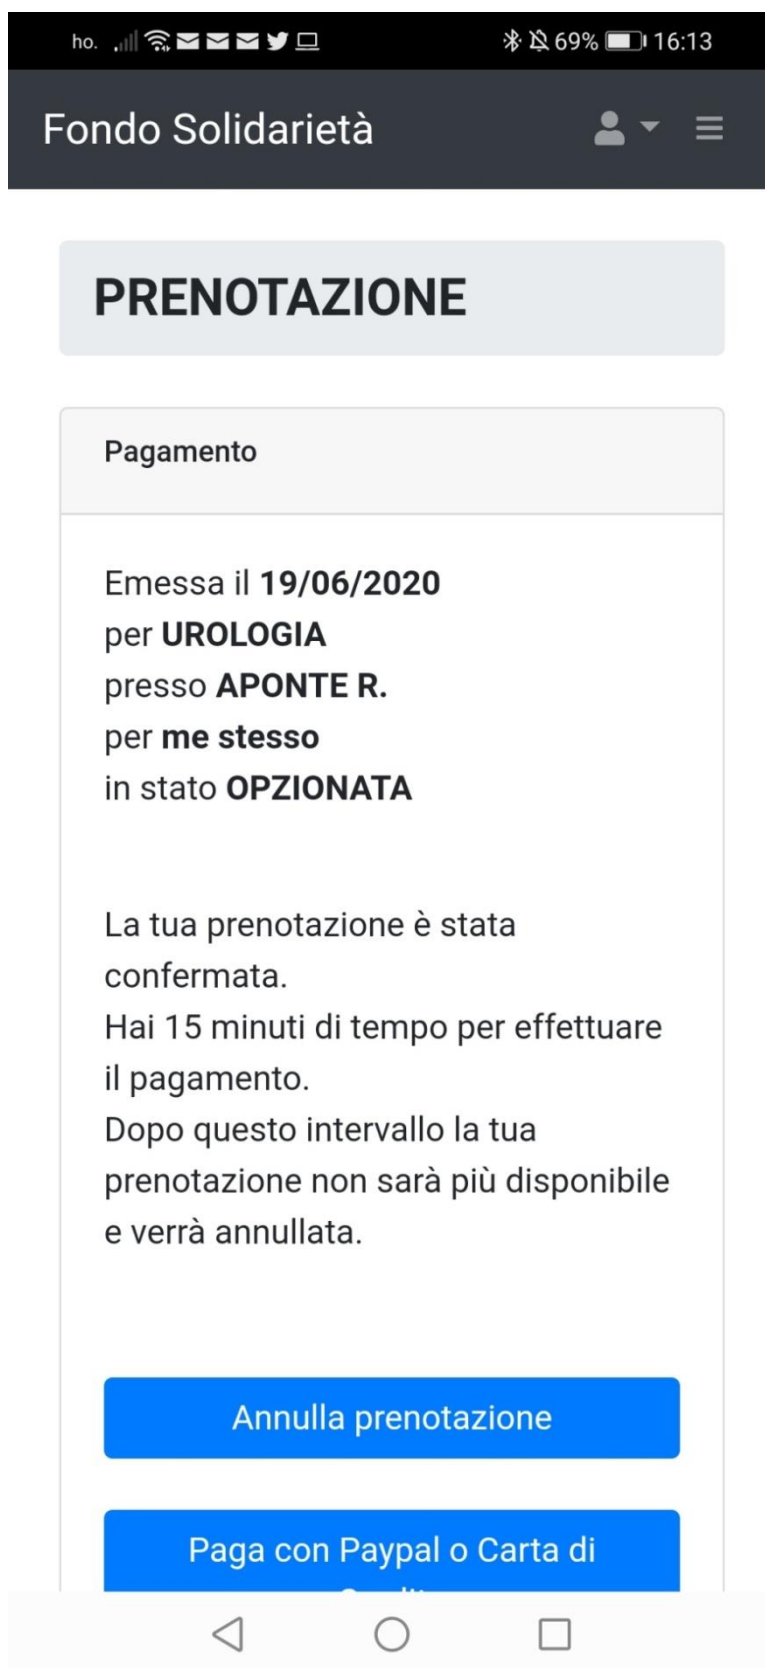 ho. 69% 16:13
Fondo Solidarietà
PRENOTAZIONE
Pagamento
Emessa il 19/06/2020
per UROLOGIA
presso APONTE R.
per me stesso
in stato OPZIONATA
La tua prenotazione è stata
confermata.
Hai 15 minuti di tempo per effettuare
il pagamento.
Dopo questo intervallo la tua
prenotazione non sarà più disponibile
e verrà annullata.
Annulla prenotazione
Paga con Paypal o Carta di